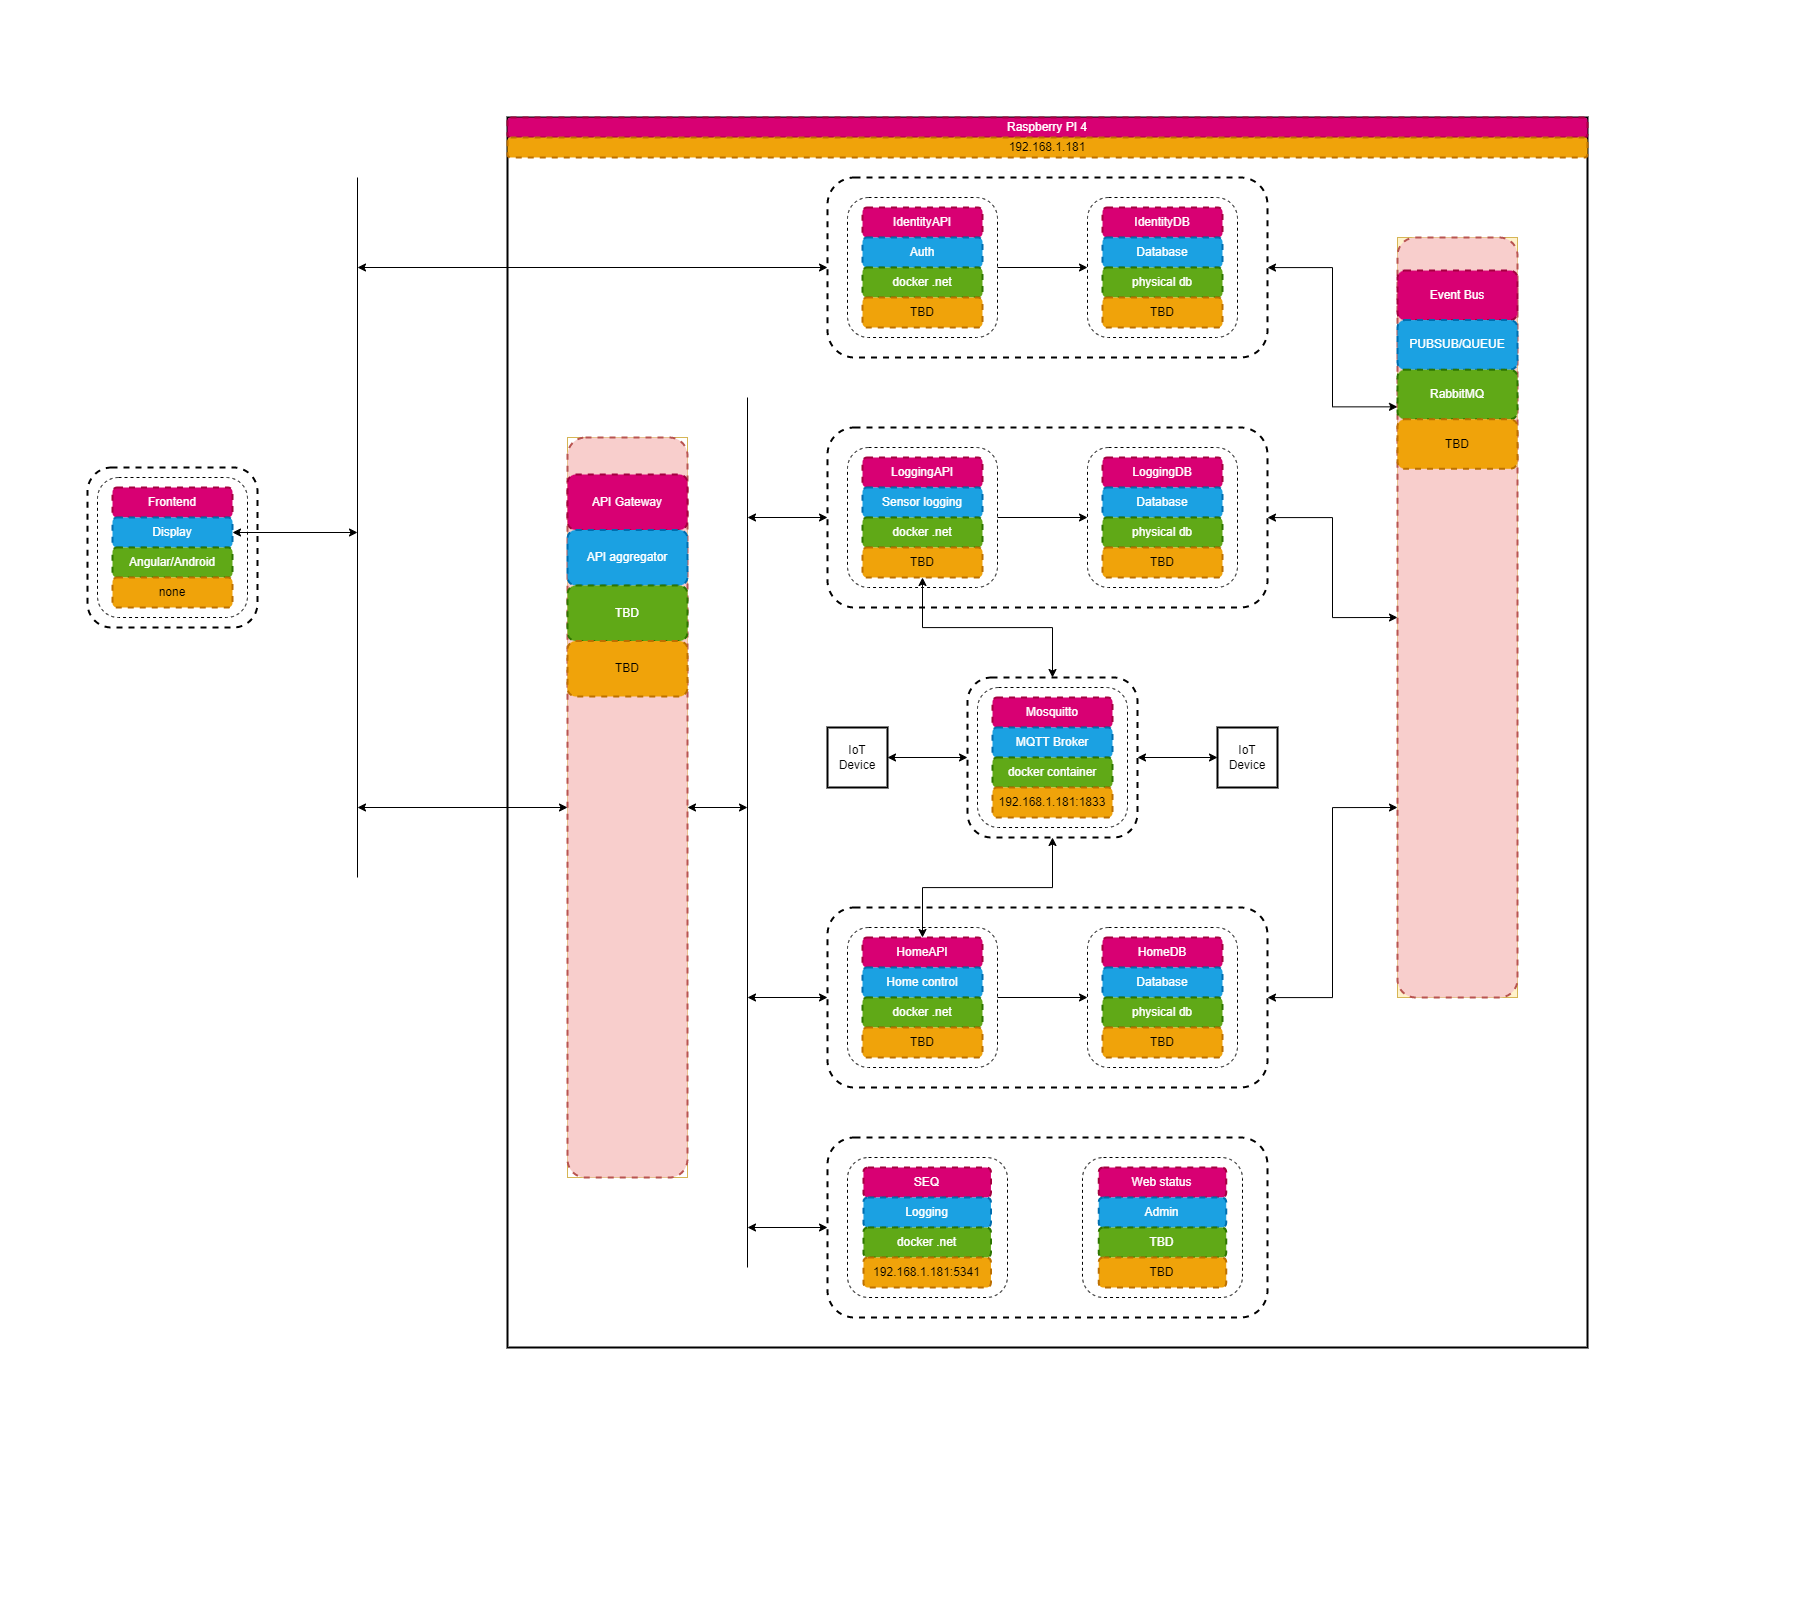 Raspberry PI 4
192.168.1.181
IdentityAPI
Auth
docker .net
TBD
IdentityDB
Database
physical db
TBD
Event Bus
PUBSUB/QUEUE
RabbitMQ
TBD
Frontend
Display
Angular/Android
none
API Gateway
API aggregator
TBD
TBD
LoggingAPI
Sensor logging
docker .net
TBD
LoggingDB
Database
physical db
TBD
IoT
Device
Mosquitto
MQTT Broker
docker container
192.168.1.181:1833
IoT
Device
HomeAPI
Home control
docker .net
TBD
HomeDB
Database
physical db
TBD
SEQ
Logging
docker .net
192.168.1.181:5341
Web status
Admin
TBD
TBD